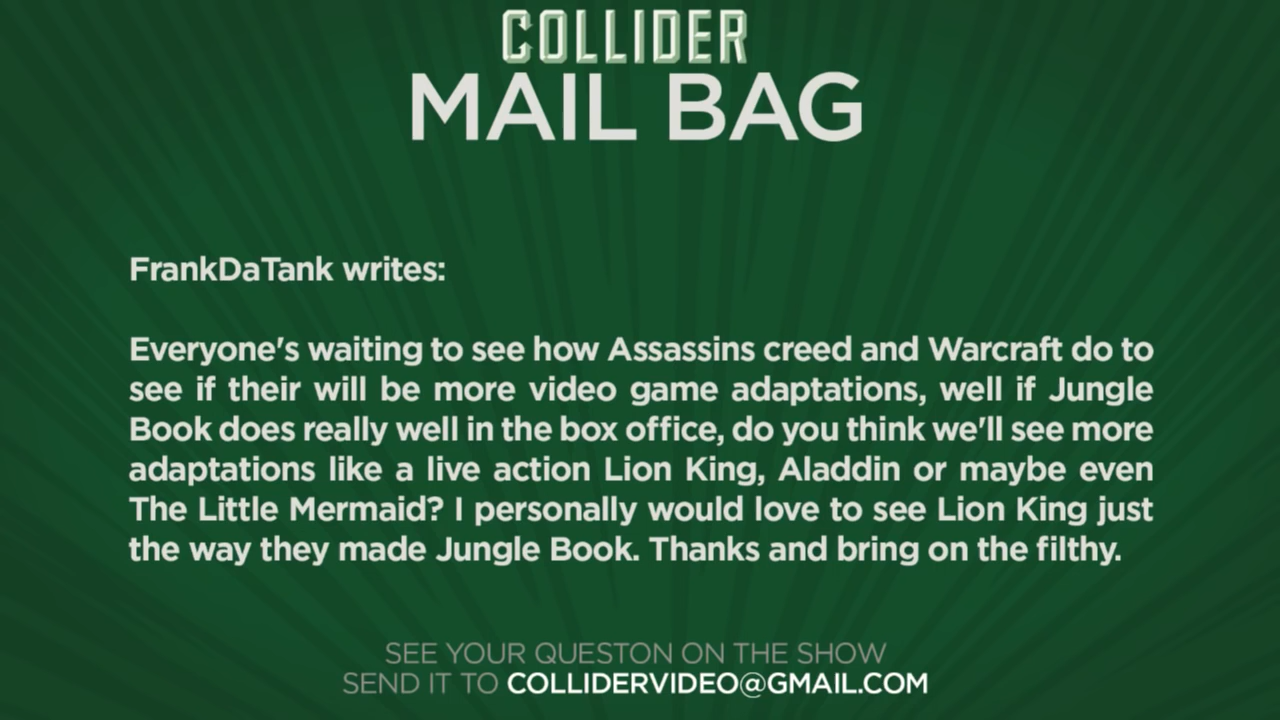 COLLIDER
MAIL BAG
FrankDaTank writes:
Everyone's waiting to see how Assassins creed and Warcraft do to
see if their will be more video game adaptations, well if Jungle
Book does really well in the box office, do you think we'll see more
adaptations like a live action Lion King, Aladdin or maybe even
The Little Mermaid? I personally would love to see Lion King just
the way they made Jungle Book. Thanks and bring on the filthy.
SEE YOUR QUESTON ON THE SHOW
SEND IT TO COLLIDERVIDEO@GMAIL.COM